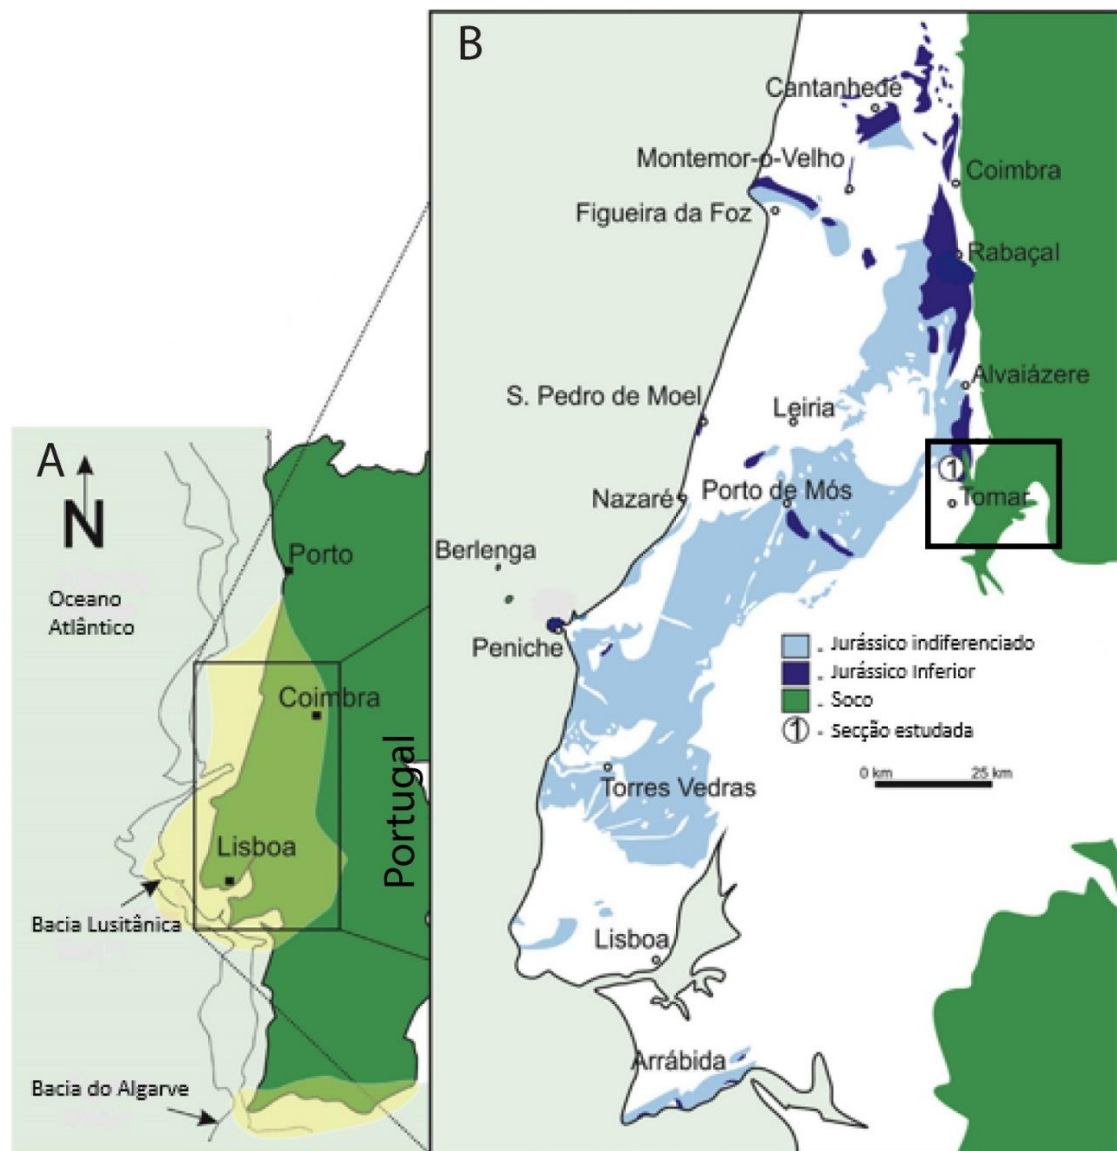 A
N
Porto
Oceano
Atlântico
Coimbra
Portugal
Lisboa
Bacia Lusitânica
Bacia do Algarve
B
Cantanhede
Montemor-o-Velho
Coimbra
Figueira da Foz
Rabaçal
Alvaiázere
S. Pedro de Moel
Leiria
1
Nazaré
Porto de Mós
Tomar
Berlenga
Peniche
- Jurássico indiferenciado
- Jurássico Inferior
- Soco
1 - Secção estudada
0 km 25 km
Torres Vedras
Lisboa
Arrábida